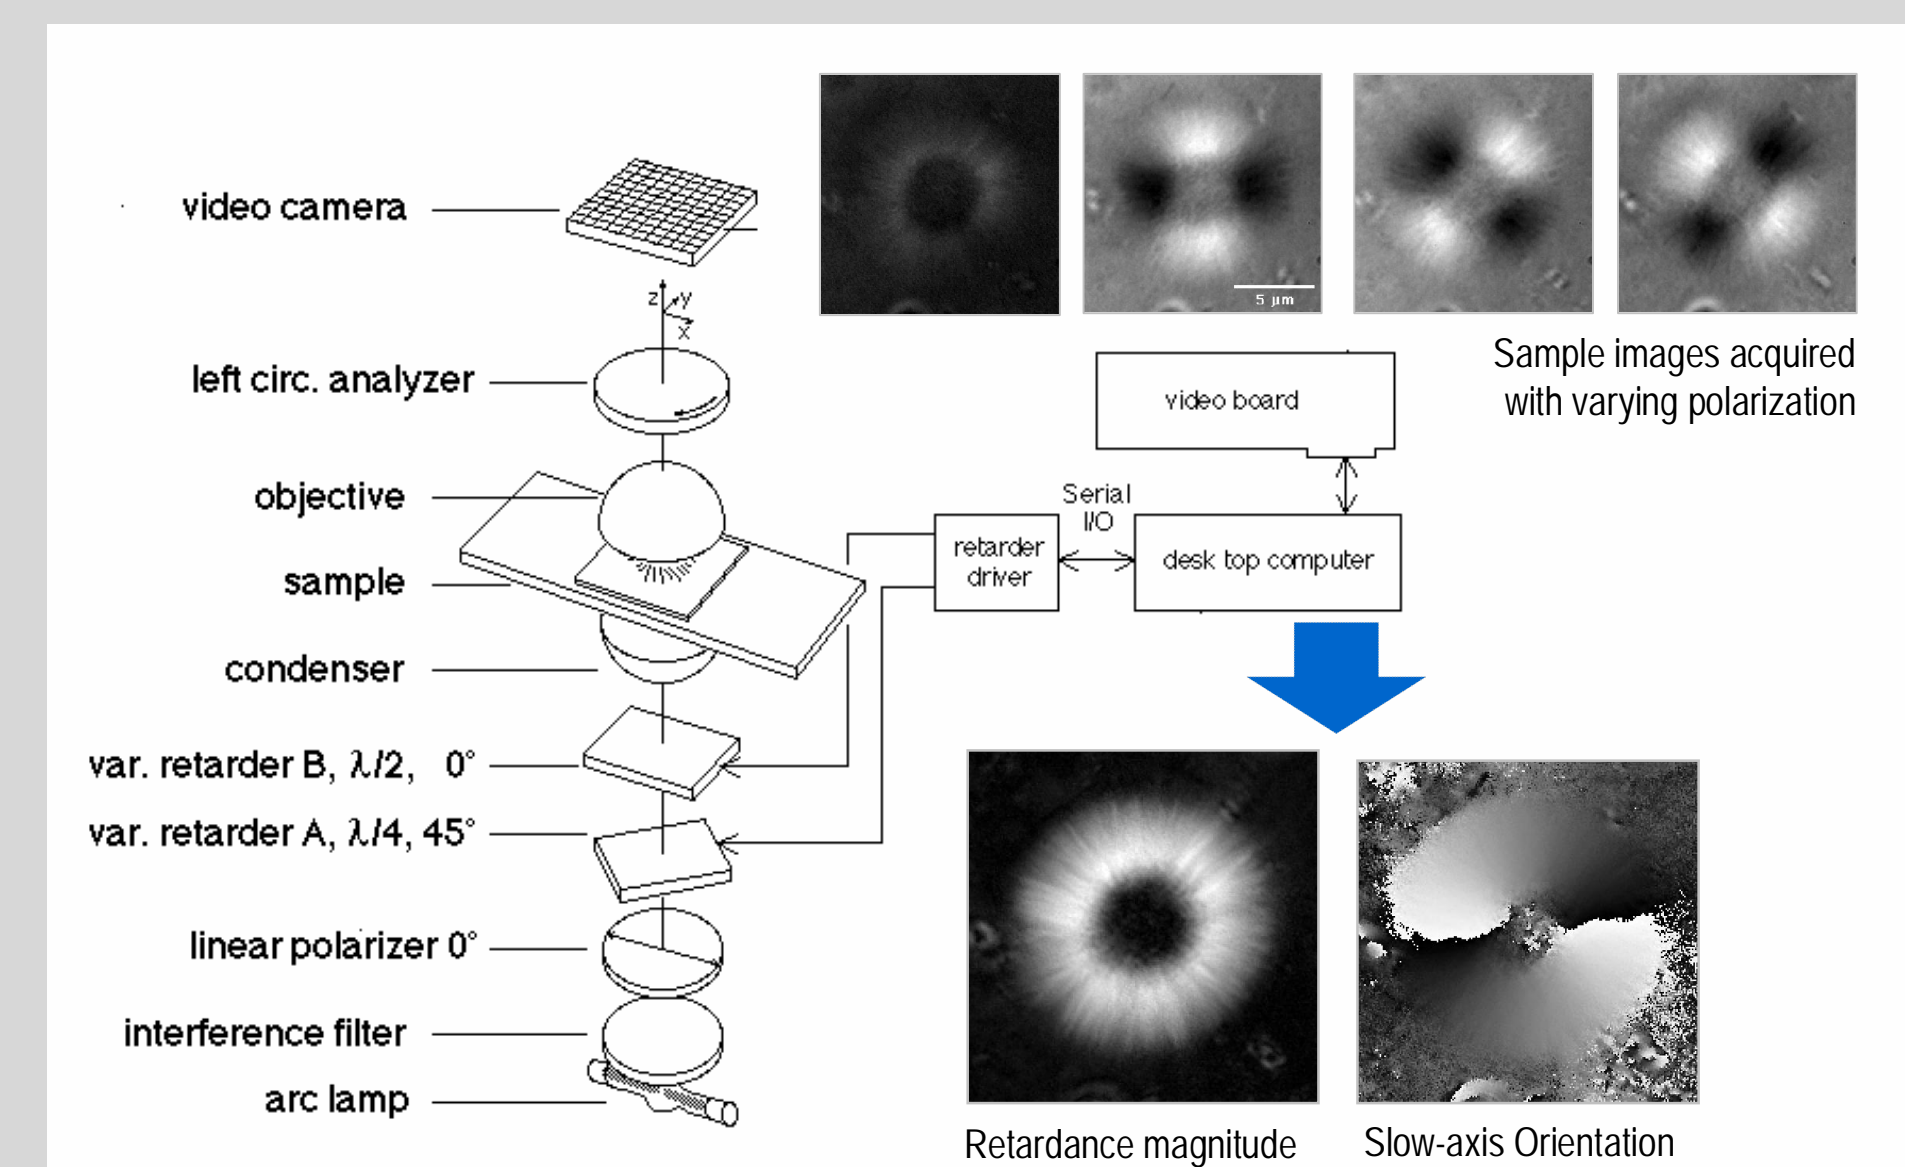 video camera
z
y
x
left circ. analyzer
objective
sample
condenser
var. retarder B, λ/2, 0°
var. retarder A, λ/4, 45°
linear polarizer 0°
interference filter
arc lamp
5 µm
Sample images acquired
with varying polarization
video board
Serial
I/O
retarder
driver
desk top computer
Retardance magnitude
Slow-axis Orientation